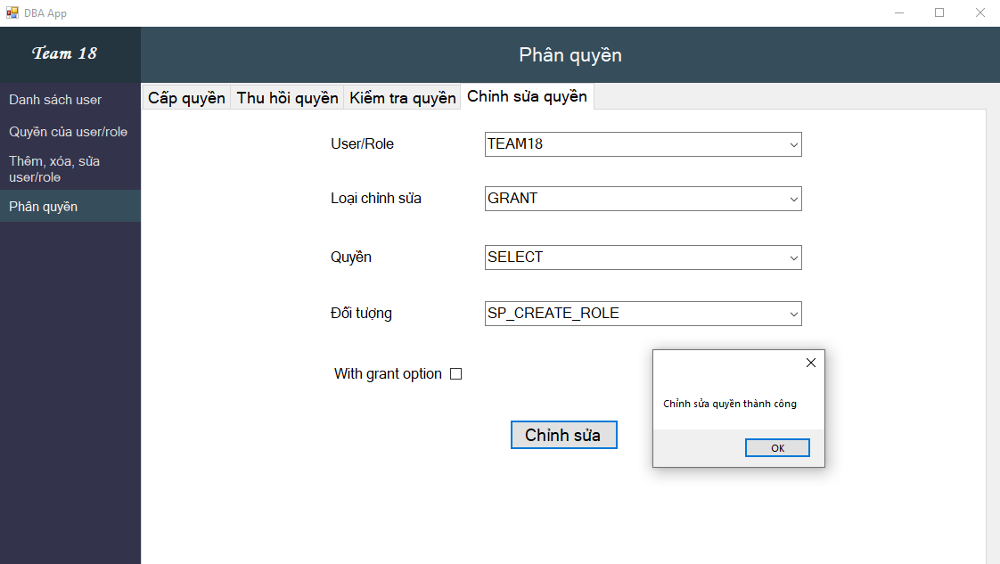 DBA App
Team 18
Phân quyền
Danh sách user
Quyền của user/role
Thêm, xóa, sửa
user/role
Phân quyền
Cấp quyền
Thu hồi quyền
Kiểm tra quyền
Chỉnh sửa quyền
User/Role
TEAM18
Loại chỉnh sửa
GRANT
Quyền
SELECT
Đối tượng
SP_CREATE_ROLE
With grant option
Chỉnh sửa
Chỉnh sửa quyền thành công
OK